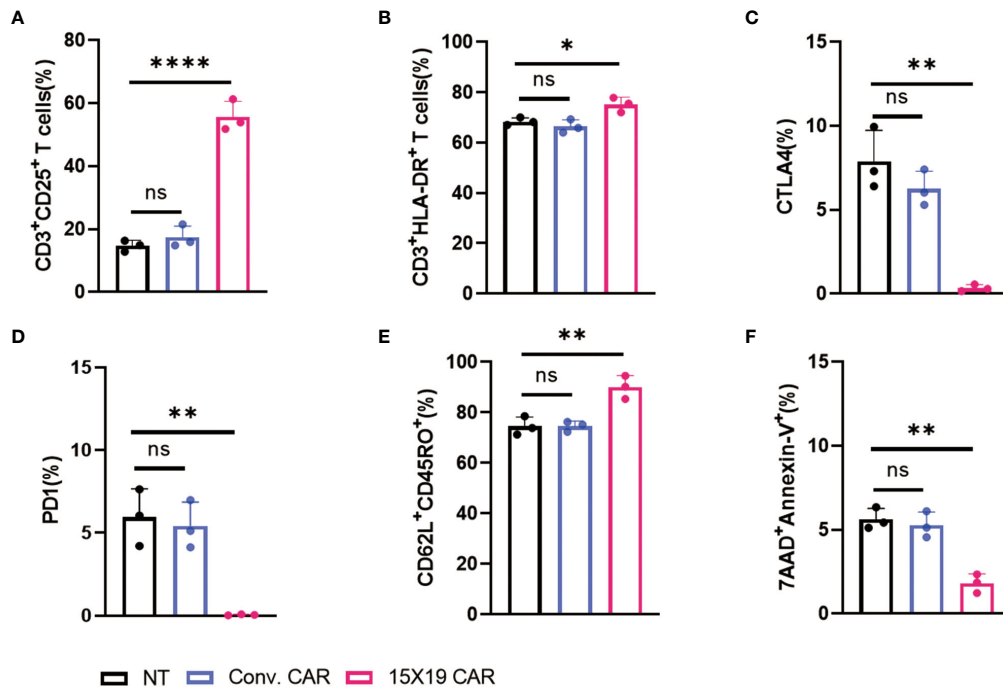 A
CD3+CD25+ T cells(%)
80
60
40
20
0
****
ns
B
CD3+HLA-DR+ T cells(%)
100
80
60
40
20
0
*
ns
C
CTLA4(%)
15
10
5
0
**
ns
D
PD1(%)
15
10
5
0
**
ns
E
CD62L+CD45RO+(%)
100
80
60
40
20
0
**
ns
F
7AAD+Annexin-V+(%)
15
10
5
0
**
ns
NT Conv. CAR 15X19 CAR